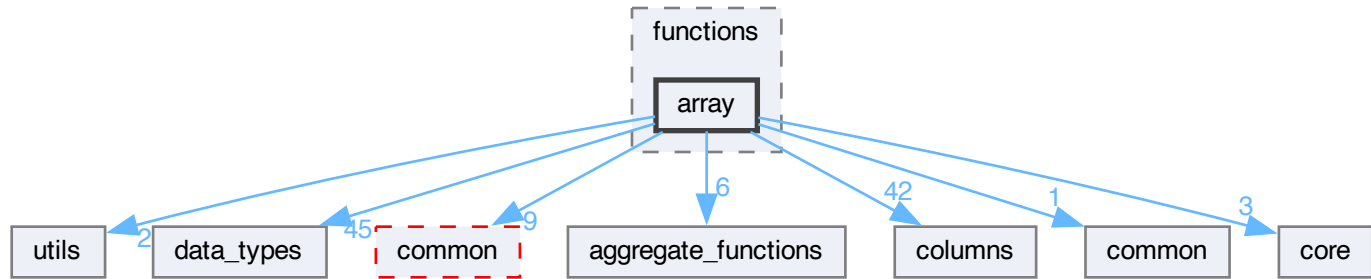 functions
array
2
45
9
6
42
1
3
utils
data_types
common
aggregate_functions
columns
common
core